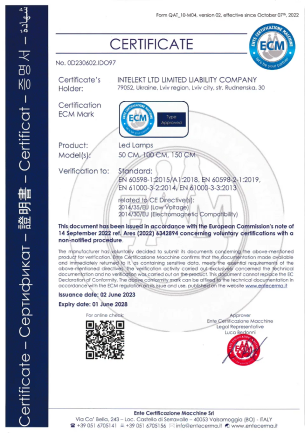 Form QAT_10-M04, version 02, effective since October 07th, 2022
CERTIFICATE
ENTE CERTIFICAZIONE MACCHINE
ECM
No. 0D230602.IDO97
Certificate's Holder:
INTELEKT LTD LIMITED LIABILITY COMPANY
79052, Ukraine, Lviv region, Lviv city, str. Rudnenska, 30
Certification ECM Mark
ECM
Type Approved
Product: Led Lamps
Model(s): 50 CM, 100 CM, 150 CM
Verification to: Standard:
EN 60598-1:2015/A1:2018, EN 60598-2-1:2019,
EN 61000-3-2:2014, EN 61000-3-3:2013
related to CE Directive(s):
2014/35/EU (Low Voltage)
2014/30/EU (Electromagnetic Compatibility)
This document has been issued in accordance with the European Commission's note of
14 September 2022 ref. Ares (2022) 6342894 concerning voluntary certifications with a
non-notified procedure
This manufacturer has voluntarily decided to submit its documents concerning the above-mentioned
product for verification. Ente Certificazione Macchine confirms that the documentation made available
and immediately returned to it, as containing sensitive data, meets the essential requirements of the
above-mentioned directives, the verification activity carried out exclusively concerned the technical
documentation and no verification was carried out on the product. This document cannot replace the EC
Declaration of Conformity. The above conformity mark can be affixed to the technical documentation in
accordance with the ECM regulation on its issue and use, published on the website www.entecerma.it
Issuance date: 02 June 2023
Expiry date: 01 June 2028
For online check:
Approver
Ente Certificazione Macchine
Legal Representative
Luca Bedonni
Ente Certificazione Macchine Srl
Via Ca' Bella, 243 – Loc. Castello di Serravalle – 40053 Valsamoggia (BO) - ITALY
+39 051 6705141 +39 051 6705156 info@entecerma.it www.entecerma.it
Certificate – Сертификат – 證明書 – Certificat – 증명서 – شهادة